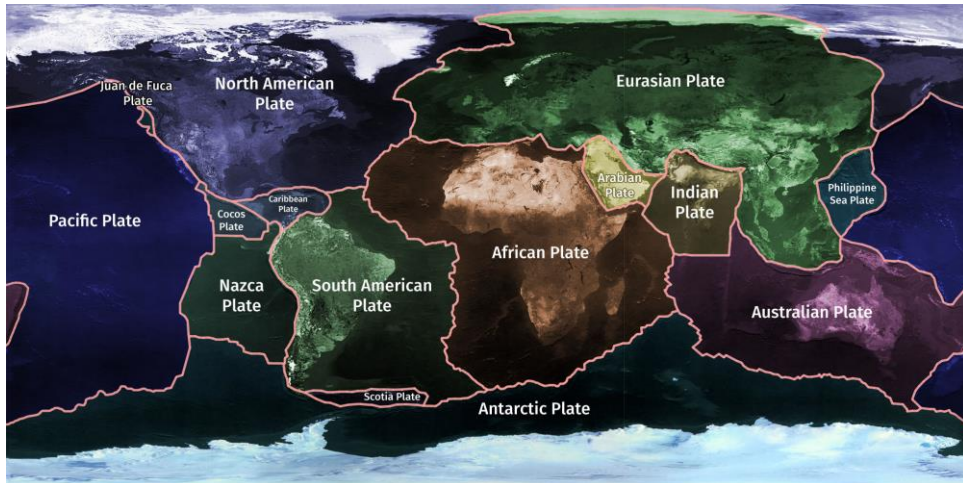 Juan de Fuca
Plate
North American
Plate
Eurasian Plate
Pacific Plate
Cocos
Plate
Caribbean
Plate
Arabian
Plate
Indian
Plate
Philippine
Sea Plate
African Plate
Nazca
Plate
South American
Plate
Australian Plate
Scotia Plate
Antarctic Plate